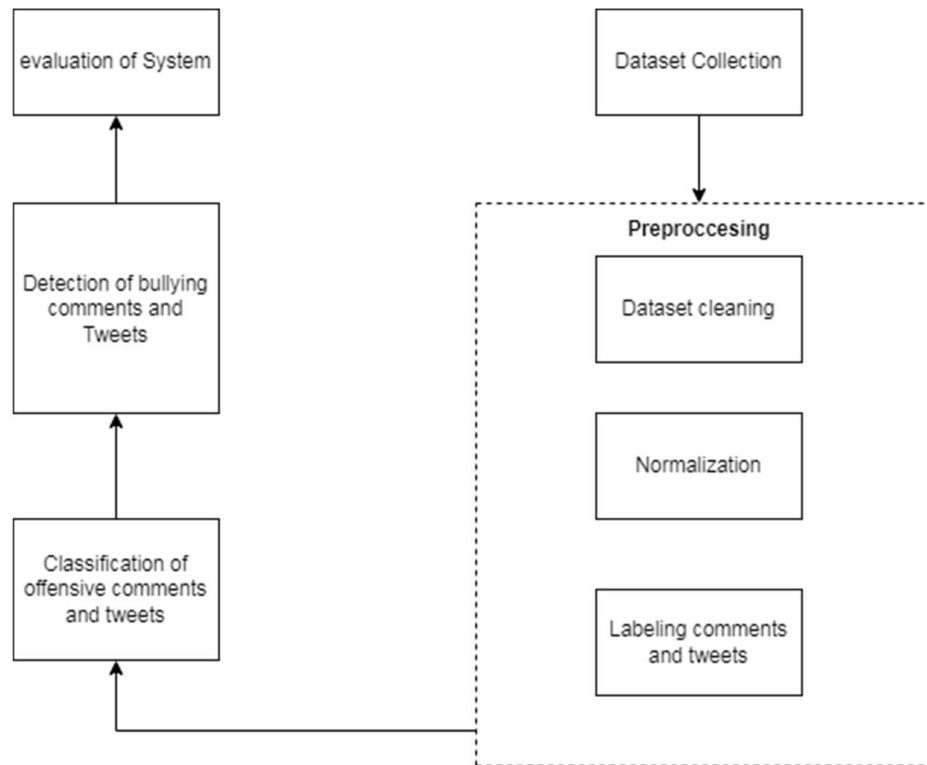 evaluation of System
Dataset Collection
Detection of bullying
comments and
Tweets
Preproccesing
Dataset cleaning
Normalization
Classification of
offensive comments
and tweets
Labeling comments
and tweets